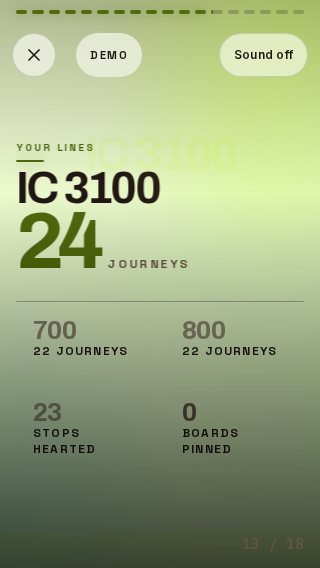 DEMO
Sound off
YOUR LINES
IC 3100
IC 3100
24 JOURNEYS
700
22 JOURNEYS
800
22 JOURNEYS
23
STOPS
HEARTED
0
BOARDS
PINNED
13 / 18